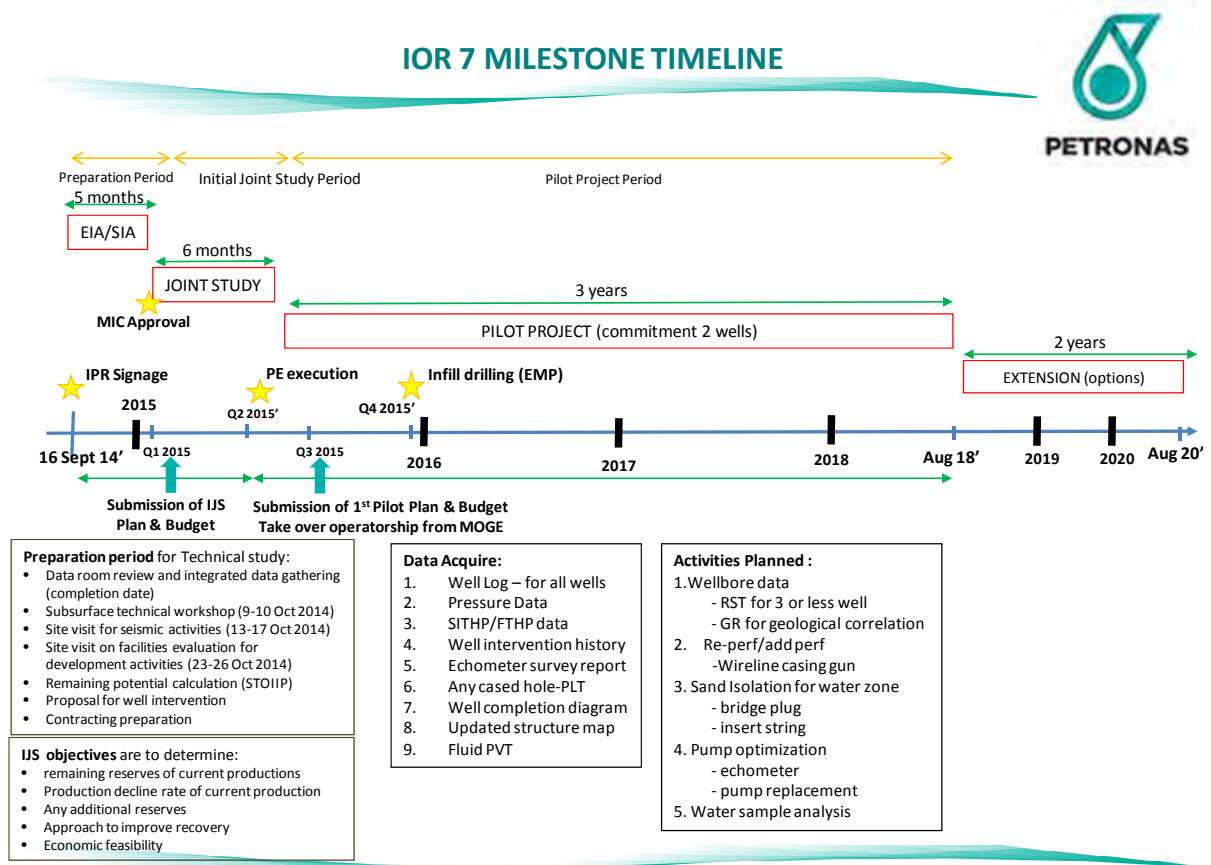 IOR 7 MILESTONE TIMELINE
PETRONAS
Preparation Period
Initial Joint Study Period
Pilot Project Period
5 months
EIA/SIA
6 months
JOINT STUDY
MIC Approval
3 years
PILOT PROJECT (commitment 2 wells)
2 years
EXTENSION (options)
IPR Signage
PE execution
Infill drilling (EMP)
2015
Q2 2015’
Q4 2015’
16 Sept 14’
Q1 2015
Q3 2015
2016
2017
2018
Aug 18’
2019
2020
Aug 20’
Submission of IJS
Plan & Budget
Submission of 1st Pilot Plan & Budget
Take over operatorship from MOGE
Preparation period for Technical study:
• Data room review and integrated data gathering
(completion date)
• Subsurface technical workshop (9-10 Oct 2014)
• Site visit for seismic activities (13-17 Oct 2014)
• Site visit on facilities evaluation for
development activities (23-26 Oct 2014)
• Remaining potential calculation (STOIIP)
• Proposal for well intervention
• Contracting preparation
IJS objectives are to determine:
• remaining reserves of current productions
• Production decline rate of current production
• Any additional reserves
• Approach to improve recovery
• Economic feasibility
Data Acquire:
1. Well Log – for all wells
2. Pressure Data
3. SITHP/FTHP data
4. Well intervention history
5. Echometer survey report
6. Any cased hole-PLT
7. Well completion diagram
8. Updated structure map
9. Fluid PVT
Activities Planned :
1.Wellbore data
- RST for 3 or less well
- GR for geological correlation
2. Re-perf/add perf
-Wireline casing gun
3. Sand Isolation for water zone
- bridge plug
- insert string
4. Pump optimization
- echometer
- pump replacement
5. Water sample analysis